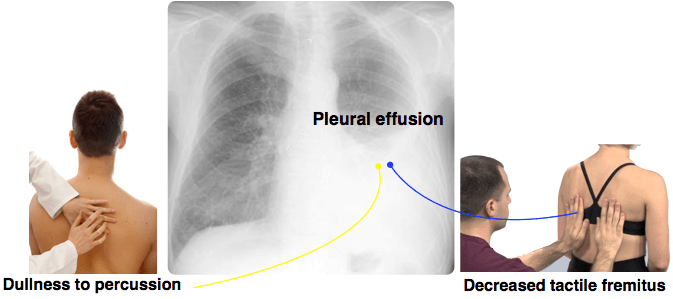 Pleural effusion
Dullness to percussion
Decreased tactile fremitus